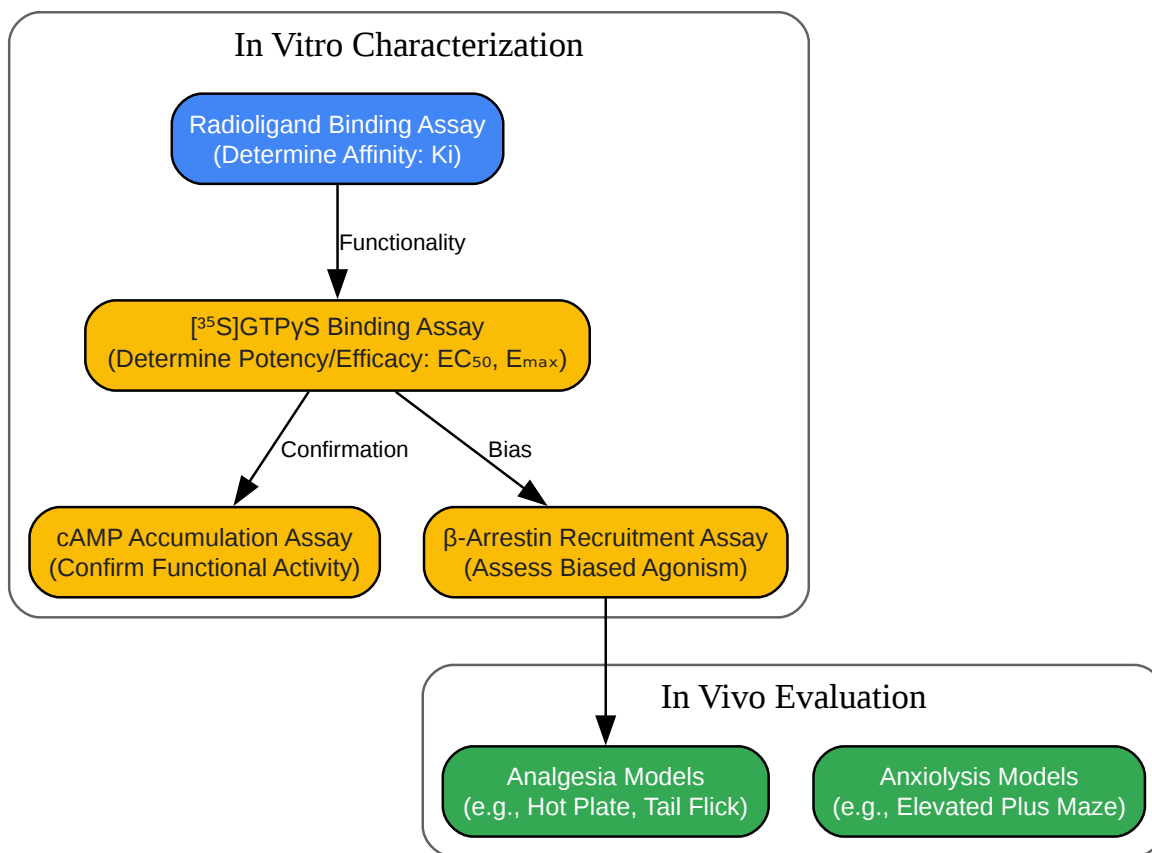 In Vitro Characterization
Radioligand Binding Assay
(Determine Affinity: Ki)
Functionality
[³⁵S]GTPγS Binding Assay
(Determine Potency/Efficacy: EC₅₀, Eₘₐₓ)
Confirmation
Bias
cAMP Accumulation Assay
(Confirm Functional Activity)
β-Arrestin Recruitment Assay
(Assess Biased Agonism)
In Vivo Evaluation
Analgesia Models
(e.g., Hot Plate, Tail Flick)
Anxiolysis Models
(e.g., Elevated Plus Maze)